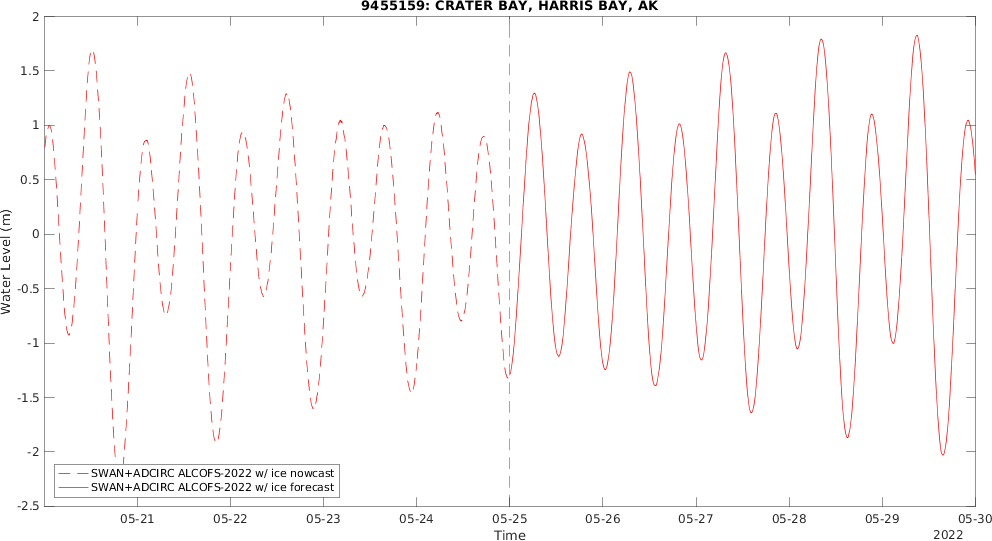 9455159: CRATER BAY, HARRIS BAY, AK
2
1.5
1
0.5
0
-0.5
-1
-1.5
-2
-2.5
Water Level (m)
SWAN+ADCIRC ALCOFS-2022 w/ ice nowcast
SWAN+ADCIRC ALCOFS-2022 w/ ice forecast
05-21 05-22 05-23 05-24 05-25 05-26 05-27 05-28 05-29 05-30
Time
2022